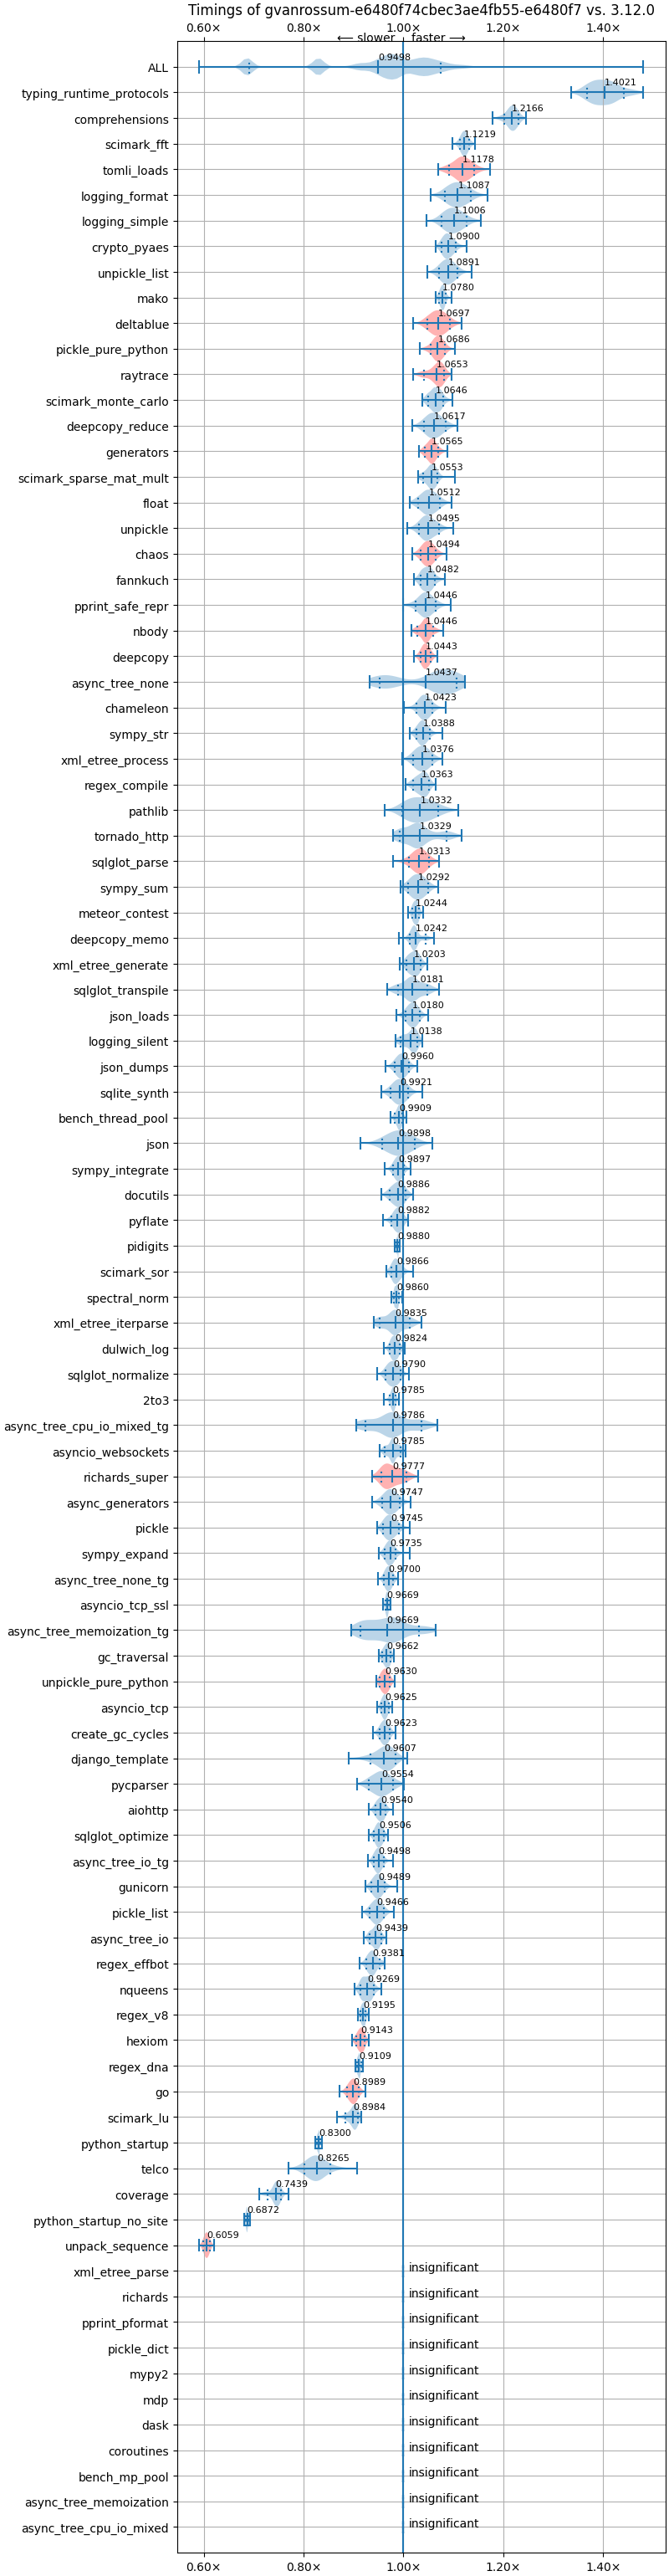 Timings of gvanrossum-e6480f74cbec3ae4fb55-e6480f7 vs. 3.12.0
0.60× 0.80× 1.00× 1.20× 1.40×
⟵ slower faster ⟶
ALL 0.9498
typing_runtime_protocols 1.4021
comprehensions 1.2166
scimark_fft 1.1219
tomli_loads 1.1178
logging_format 1.1087
logging_simple 1.1006
crypto_pyaes 1.0900
unpickle_list 1.0891
mako 1.0780
deltablue 1.0697
pickle_pure_python 1.0686
raytrace 1.0653
scimark_monte_carlo 1.0646
deepcopy_reduce 1.0617
generators 1.0565
scimark_sparse_mat_mult 1.0553
float 1.0512
unpickle 1.0495
chaos 1.0494
fannkuch 1.0482
pprint_safe_repr 1.0446
nbody 1.0446
deepcopy 1.0443
async_tree_none 1.0437
chameleon 1.0423
sympy_str 1.0388
xml_etree_process 1.0376
regex_compile 1.0363
pathlib 1.0332
tornado_http 1.0329
sqlglot_parse 1.0313
sympy_sum 1.0292
meteor_contest 1.0244
deepcopy_memo 1.0242
xml_etree_generate 1.0203
sqlglot_transpile 1.0181
json_loads 1.0180
logging_silent 1.0138
json_dumps 0.9960
sqlite_synth 0.9921
bench_thread_pool 0.9909
json 0.9898
sympy_integrate 0.9897
docutils 0.9886
pyflate 0.9882
pidigits 0.9880
scimark_sor 0.9866
spectral_norm 0.9860
xml_etree_iterparse 0.9835
dulwich_log 0.9824
sqlglot_normalize 0.9790
2to3 0.9785
async_tree_cpu_io_mixed_tg 0.9786
asyncio_websockets 0.9785
richards_super 0.9777
async_generators 0.9747
pickle 0.9745
sympy_expand 0.9735
async_tree_none_tg 0.9700
asyncio_tcp_ssl 0.9669
async_tree_memoization_tg 0.9669
gc_traversal 0.9662
unpickle_pure_python 0.9630
asyncio_tcp 0.9625
create_gc_cycles 0.9623
django_template 0.9607
pycparser 0.9554
aiohttp 0.9540
sqlglot_optimize 0.9506
async_tree_io_tg 0.9498
gunicorn 0.9489
pickle_list 0.9466
async_tree_io 0.9439
regex_effbot 0.9381
nqueens 0.9269
regex_v8 0.9195
hexiom 0.9143
regex_dna 0.9109
go 0.8989
scimark_lu 0.8984
python_startup 0.8300
telco 0.8265
coverage 0.7439
python_startup_no_site 0.6872
unpack_sequence 0.6059
xml_etree_parse insignificant
richards insignificant
pprint_pformat insignificant
pickle_dict insignificant
mypy2 insignificant
mdp insignificant
dask insignificant
coroutines insignificant
bench_mp_pool insignificant
async_tree_memoization insignificant
async_tree_cpu_io_mixed insignificant
0.60× 0.80× 1.00× 1.20× 1.40×